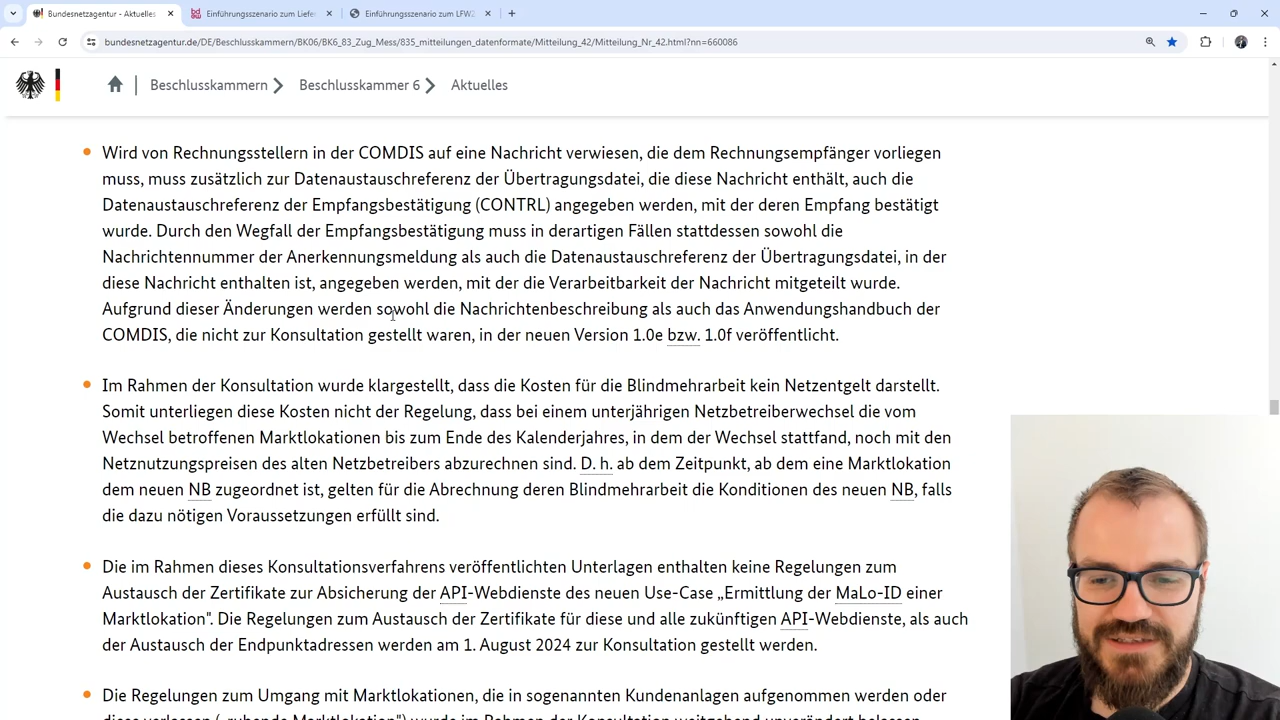 Bundesnetzagentur - Aktuelles
Einführungsszenario zum Liefe
Einführungsszenario zum LFW2
bundesnetzagentur.de/DE/Beschlusskammern/BK06/BK6_83_Zug_Mess/835_mitteilungen_datenformate/Mitteilung_42/Mitteilung_Nr_42.html?nn=660086
Beschlusskammern
Beschlusskammer 6
Aktuelles
Wird von Rechnungsstellern in der COMDIS auf eine Nachricht verwiesen, die dem Rechnungsempfänger vorliegen
muss, muss zusätzlich zur Datenaustauschreferenz der Übertragungsdatei, die diese Nachricht enthält, auch die
Datenaustauschreferenz der Empfangsbestätigung (CONTRL) angegeben werden, mit der deren Empfang bestätigt
wurde. Durch den Wegfall der Empfangsbestätigung muss in derartigen Fällen stattdessen sowohl die
Nachrichtennummer der Anerkennungsmeldung als auch die Datenaustauschreferenz der Übertragungsdatei, in der
diese Nachricht enthalten ist, angegeben werden, mit der die Verarbeitbarkeit der Nachricht mitgeteilt wurde.
Aufgrund dieser Änderungen werden sowohl die Nachrichtenbeschreibung als auch das Anwendungshandbuch der
COMDIS, die nicht zur Konsultation gestellt waren, in der neuen Version 1.0e bzw. 1.0f veröffentlicht.
Im Rahmen der Konsultation wurde klargestellt, dass die Kosten für die Blindmehrarbeit kein Netzentgelt darstellt.
Somit unterliegen diese Kosten nicht der Regelung, dass bei einem unterjährigen Netzbetreiberwechsel die vom
Wechsel betroffenen Marktlokationen bis zum Ende des Kalenderjahres, in dem der Wechsel stattfand, noch mit den
Netznutzungspreisen des alten Netzbetreibers abzurechnen sind. D. h. ab dem Zeitpunkt, ab dem eine Marktlokation
dem neuen NB zugeordnet ist, gelten für die Abrechnung deren Blindmehrarbeit die Konditionen des neuen NB, falls
die dazu nötigen Voraussetzungen erfüllt sind.
Die im Rahmen dieses Konsultationsverfahrens veröffentlichten Unterlagen enthalten keine Regelungen zum
Austausch der Zertifikate zur Absicherung der API-Webdienste des neuen Use-Case „Ermittlung der MaLo-ID einer
Marktlokation". Die Regelungen zum Austausch der Zertifikate für diese und alle zukünftigen API-Webdienste, als auch
der Austausch der Endpunktadressen werden am 1. August 2024 zur Konsultation gestellt werden.
Die Regelungen zum Umgang mit Marktlokationen, die in sogenannten Kundenanlagen aufgenommen werden oder
diese verlassen („ruhende Marktlokation") wurde im Rahmen der Konsultation weitgehend unverändert belassen